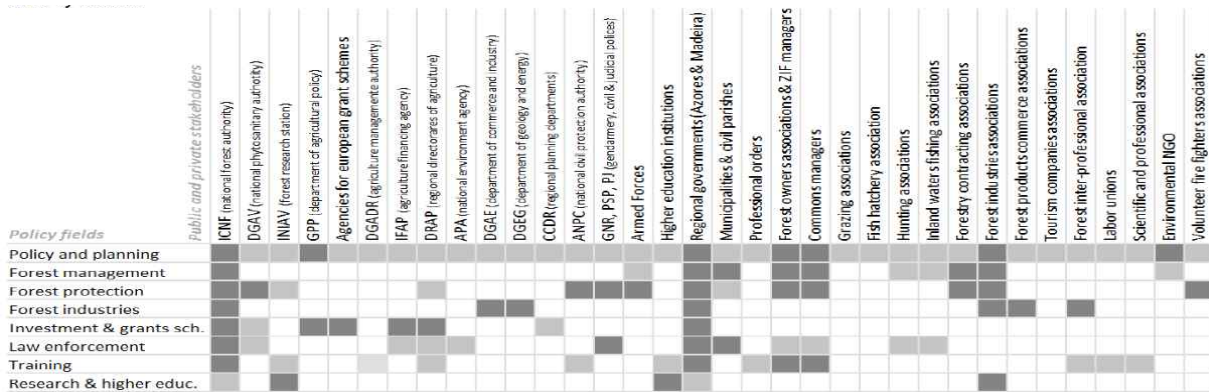 Public and private stakeholders
ICNF (national forest authority)
DGAV (national phytosanitary authority)
INIAV (forest research station)
GPP (department of agricultural policy)
Agencies for european grant schemes
DGADR (agriculture managemente authority)
IFAP (agriculture financing agency)
DRAP (regional directorares of agriculture)
APA (national environment agency)
DGAE (department of commerce and industry)
DGEG (department of geology and energy)
CCDR (regional planning departments)
ANPC (national civil protection authority)
GNR, PSP, PJ (gendarmery, civil & judicial polices)
Armed Forces
Higher education institutions
Regional governments (Azores & Madeira)
Municipalities & civil parishes
Professional orders
Forest owners associations & ZIF managers
Commons managers
Grazing associations
Fish hatchery association
Hunting associations
Inland waters fishing associations
Forestry contracting associations
Forest industries associations
Forest products commerce associations
Tourism companies associations
Forest inter-professional association
Labor unions
Scientific and professional associations
Environmental NGO
Volunteer fire fighters associations
Policy fields
Policy and planning
Forest management
Forest protection
Forest industries
Investment & grants sch.
Law enforcement
Training
Research & higher educ.